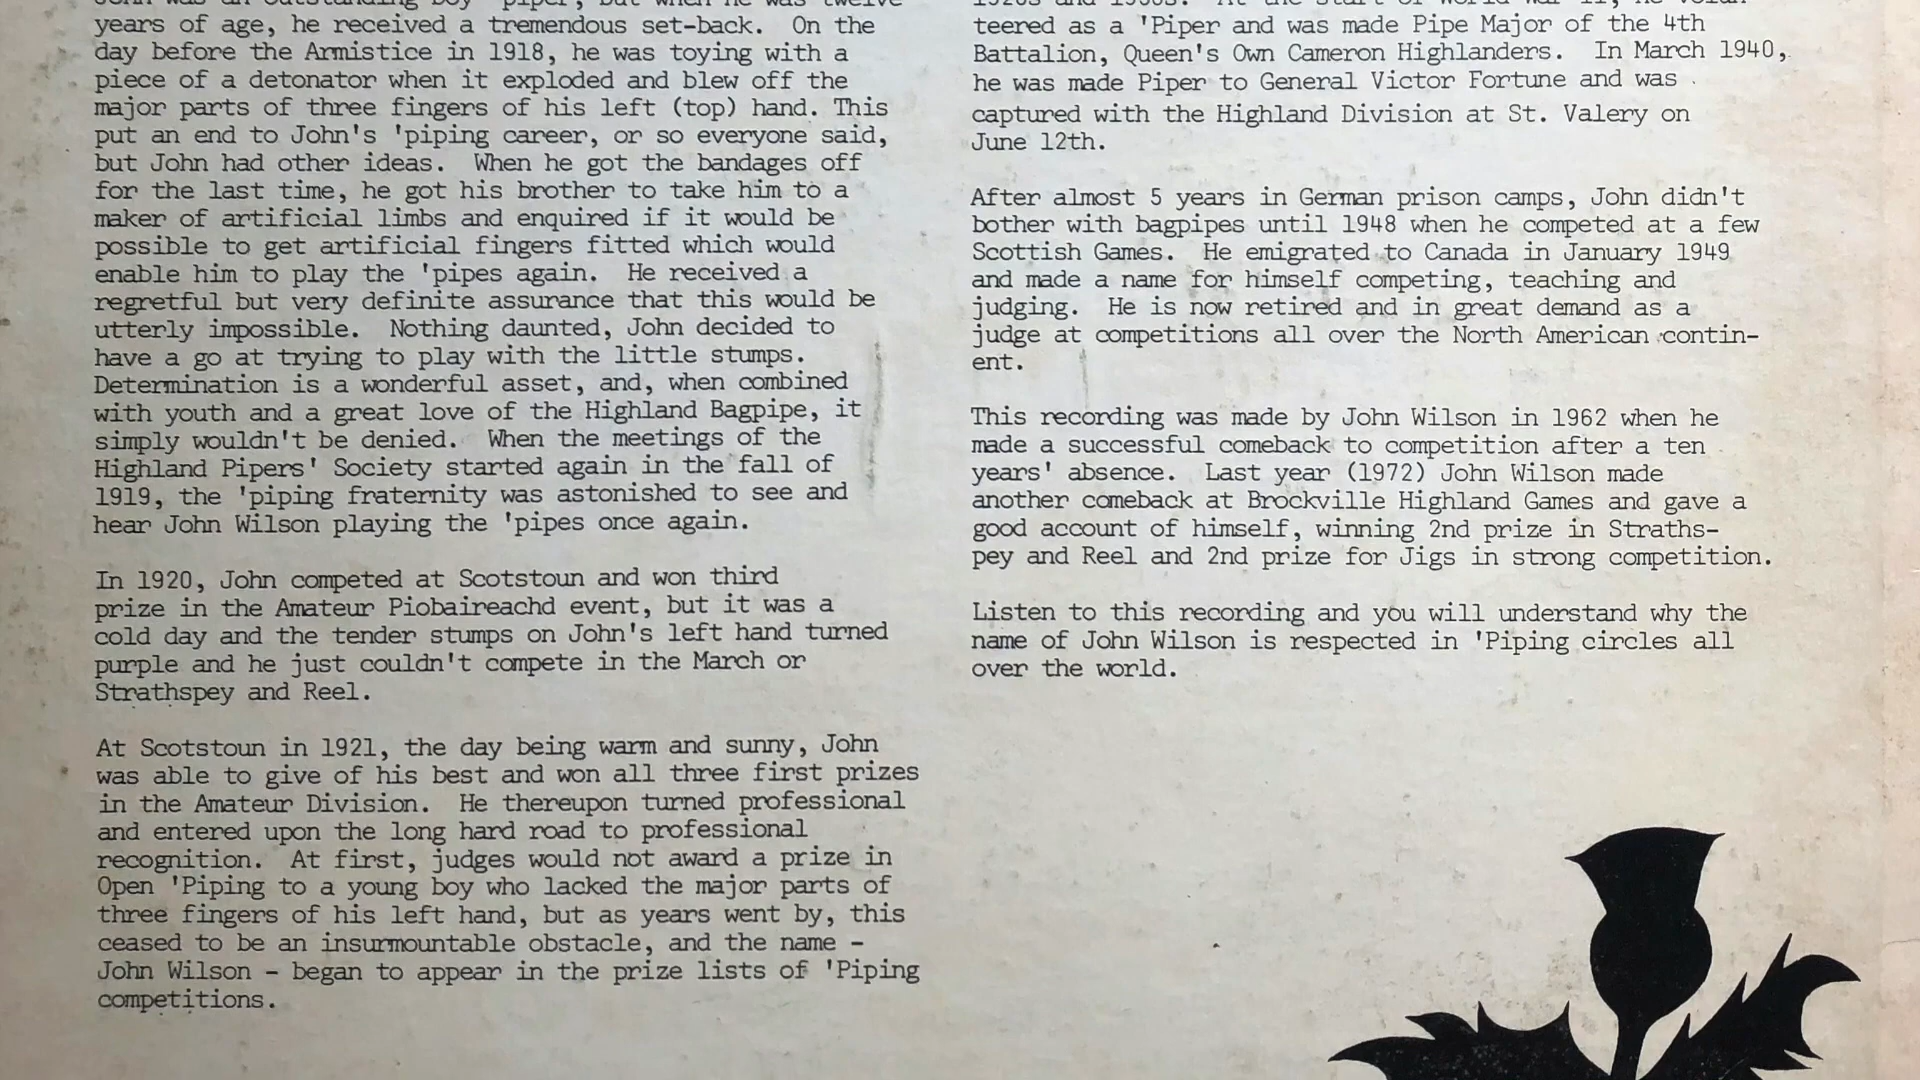 John was an outstanding boy 'piper, but when he was twelve
years of age, he received a tremendous set-back. On the
day before the Armistice in 1918, he was toying with a
piece of a detonator when it exploded and blew off the
major parts of three fingers of his left (top) hand. This
put an end to John's 'piping career, or so everyone said,
but John had other ideas. When he got the bandages off
for the last time, he got his brother to take him to a
maker of artificial limbs and enquired if it would be
possible to get artificial fingers fitted which would
enable him to play the 'pipes again. He received a
regretful but very definite assurance that this would be
utterly impossible. Nothing daunted, John decided to
have a go at trying to play with the little stumps.
Determination is a wonderful asset, and, when combined
with youth and a great love of the Highland Bagpipe, it
simply wouldn't be denied. When the meetings of the
Highland Pipers' Society started again in the fall of
1919, the 'piping fraternity was astonished to see and
hear John Wilson playing the 'pipes once again.
In 1920, John competed at Scotstoun and won third
prize in the Amateur Piobaireachd event, but it was a
cold day and the tender stumps on John's left hand turned
purple and he just couldn't compete in the March or
Strathspey and Reel.
At Scotstoun in 1921, the day being warm and sunny, John
was able to give of his best and won all three first prizes
in the Amateur Division. He thereupon turned professional
and entered upon the long hard road to professional
recognition. At first, judges would not award a prize in
Open 'Piping to a young boy who lacked the major parts of
three fingers of his left hand, but as years went by, this
ceased to be an insurmountable obstacle, and the name -
John Wilson - began to appear in the prize lists of 'Piping
competitions.
1920s and 1930s. At the start of World War II, he volun-
teered as a 'Piper and was made Pipe Major of the 4th
Battalion, Queen's Own Cameron Highlanders. In March 1940,
he was made Piper to General Victor Fortune and was
captured with the Highland Division at St. Valery on
June 12th.
After almost 5 years in German prison camps, John didn't
bother with bagpipes until 1948 when he competed at a few
Scottish Games. He emigrated to Canada in January 1949
and made a name for himself competing, teaching and
judging. He is now retired and in great demand as a
judge at competitions all over the North American contin-
ent.
This recording was made by John Wilson in 1962 when he
made a successful comeback to competition after a ten
years' absence. Last year (1972) John Wilson made
another comeback at Brockville Highland Games and gave a
good account of himself, winning 2nd prize in Straths-
pey and Reel and 2nd prize for Jigs in strong competition.
Listen to this recording and you will understand why the
name of John Wilson is respected in 'Piping circles all
over the world.